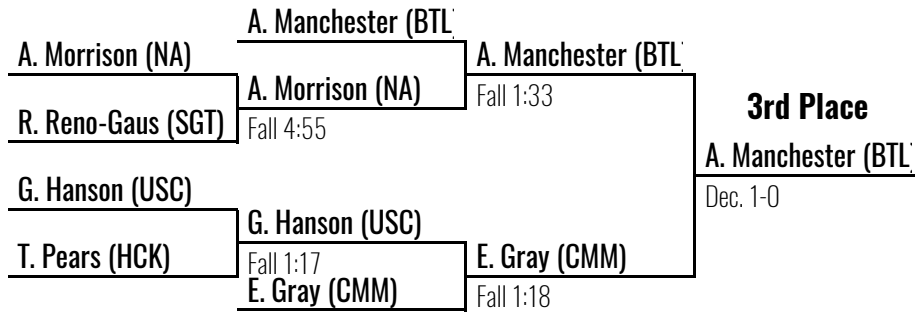 A. Manchester (BTL)
A. Morrison (NA)
A. Manchester (BTL)
A. Morrison (NA)
Fall 1:33
3rd Place
R. Reno-Gaus (SGT)
Fall 4:55
A. Manchester (BTL)
G. Hanson (USC)
Dec. 1-0
G. Hanson (USC)
T. Pears (HCK)
Fall 1:17
E. Gray (CMM)
E. Gray (CMM)
Fall 1:18